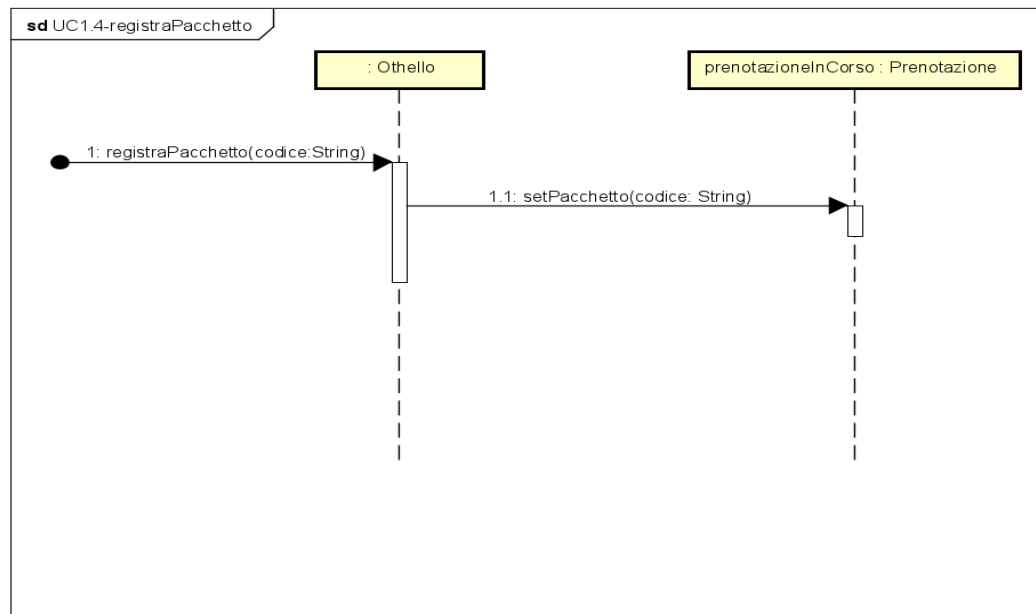 sd UC1.4-registraPacchetto
: Othello
prenotazioneInCorso : Prenotazione
1: registraPacchetto(codice:String)
1.1: setPacchetto(codice: String)